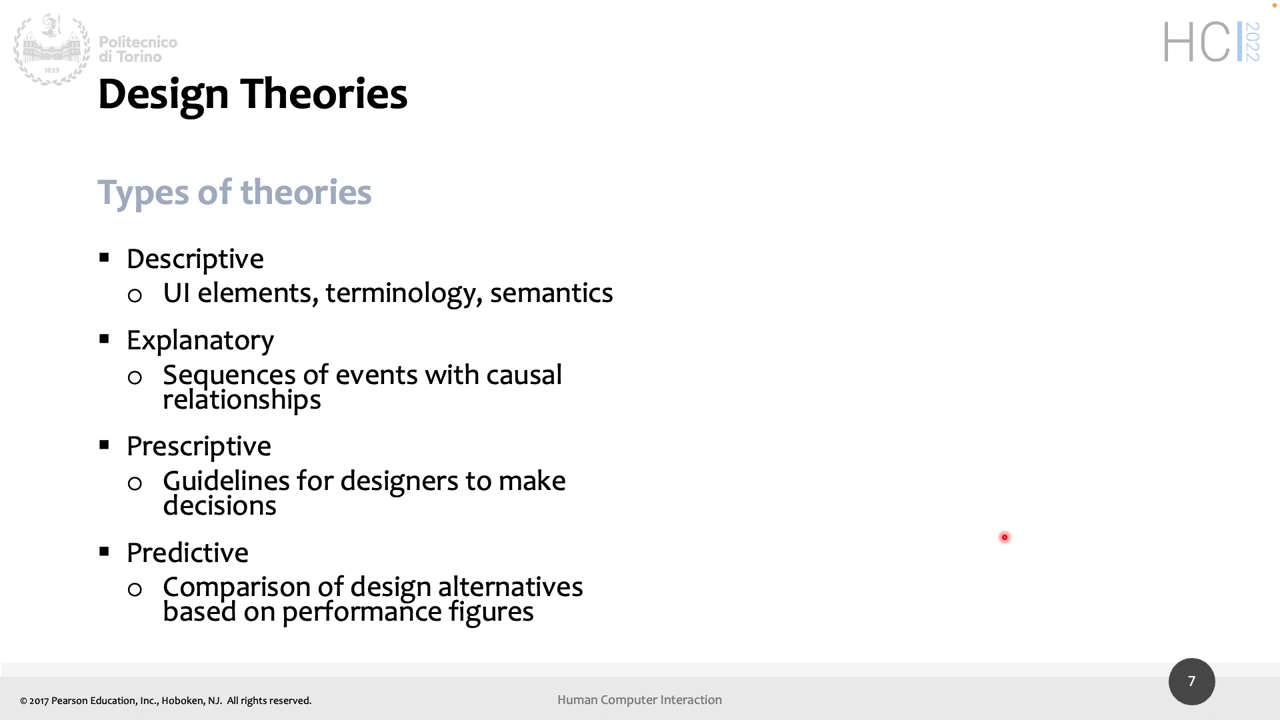 Politecnico
di Torino
1859
HCI 2022
Design Theories
Types of theories
▪ Descriptive
o UI elements, terminology, semantics
▪ Explanatory
o Sequences of events with causal
relationships
▪ Prescriptive
o Guidelines for designers to make
decisions
▪ Predictive
o Comparison of design alternatives
based on performance figures
© 2017 Pearson Education, Inc., Hoboken, NJ. All rights reserved.
Human Computer Interaction
7